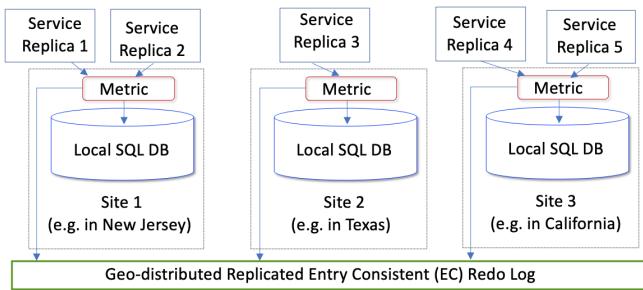 Service
Replica 1
Service
Replica 2
Service
Replica 3
Service
Replica 4
Service
Replica 5
Metric
Metric
Metric
Local SQL DB
Local SQL DB
Local SQL DB
Site 1
(e.g. in New Jersey)
Site 2
(e.g. in Texas)
Site 3
(e.g. in California)
Geo-distributed Replicated Entry Consistent (EC) Redo Log